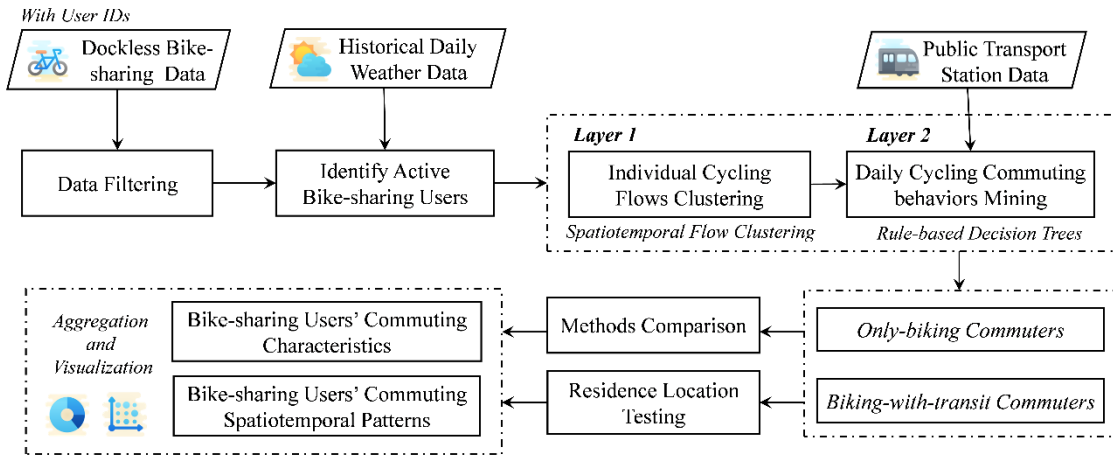 With User IDs
Dockless Bike-
sharing Data
Historical Daily
Weather Data
Public Transport
Station Data
Data Filtering
Identify Active
Bike-sharing Users
Layer 1
Individual Cycling
Flows Clustering
Spatiotemporal Flow Clustering
Layer 2
Daily Cycling Commuting
behaviors Mining
Rule-based Decision Trees
Aggregation
and
Visualization
Bike-sharing Users’ Commuting
Characteristics
Bike-sharing Users’ Commuting
Spatiotemporal Patterns
Methods Comparison
Residence Location
Testing
Only-biking Commuters
Biking-with-transit Commuters